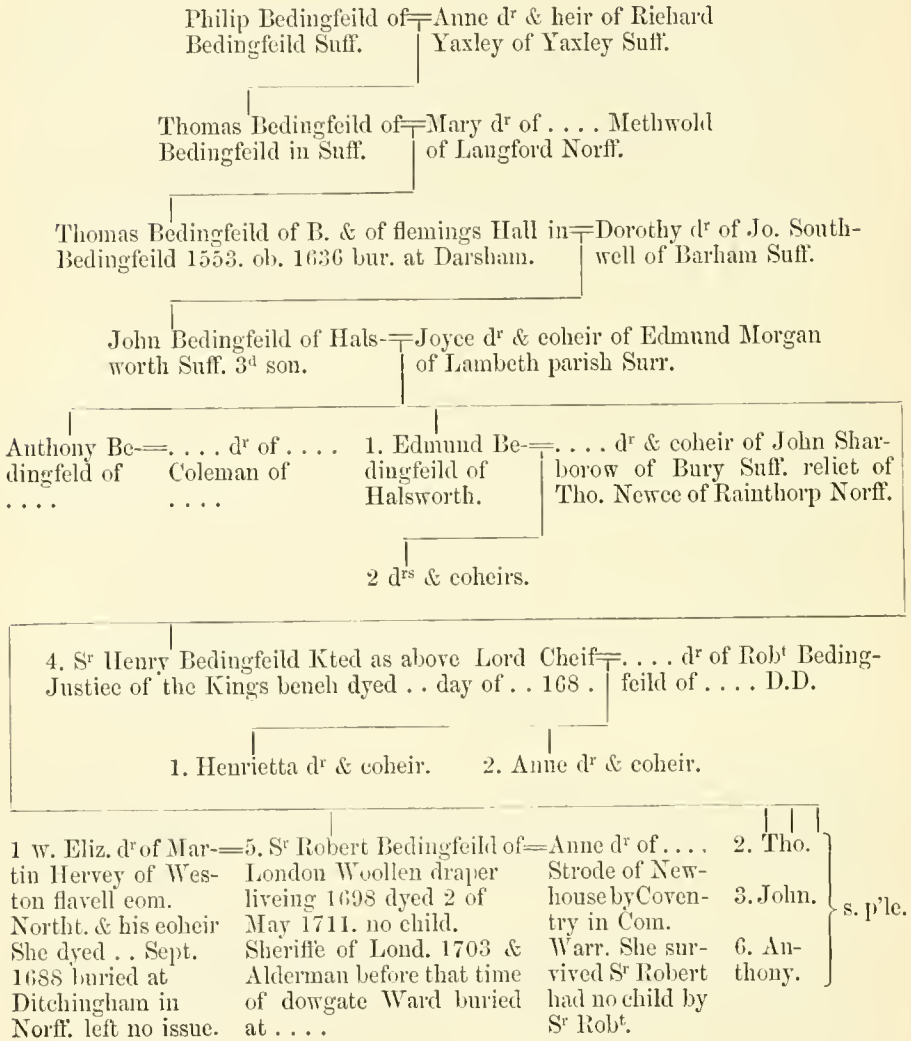 Philip Bedingfeild of=Anne dʳ & heir of Richard
Bedingfeild Suff. Yaxley of Yaxley Suff.
Thomas Bedingfeild of=Mary dʳ of . . . . Methwold
Bedingfeild in Suff. of Langford Norff.
Thomas Bedingfeild of B. & of flemings Hall in=Dorothy dʳ of Jo. South-
Bedingfeild 1553. ob. 1636 bur. at Darsham. well of Barham Suff.
John Bedingfeild of Hals-=Joyce dʳ & coheir of Edmund Morgan
worth Suff. 3ᵈ son. of Lambeth parish Surr.
Anthony Be-=. . . . dʳ of . . . .
dingfeld of Coleman of
. . . . . . . .
1. Edmund Be-=. . . . dʳ & coheir of John Shar-
dingfeild of borow of Bury Suff. relict of
Halsworth. Tho. Newce of Rainthorp Norff.
2 dʳˢ & coheirs.
4. Sʳ Henry Bedingfeild Kted as above Lord Cheif=. . . . dʳ of Robᵗ Beding-
Justice of the Kings bench dyed . . day of . . 168 . feild of . . . . D.D.
1. Henrietta dʳ & coheir. 2. Anne dʳ & coheir.
1 w. Eliz. dʳ of Mar-=
tin Hervey of Wes-
ton flavell com.
Northt. & his coheir
She dyed . . Sept.
1688 buried at
Ditchingham in
Norff. left no issue.
5. Sʳ Robert Bedingfeild of=
London Woollen draper
liveing 1698 dyed 2 of
May 1711. no child.
Sheriffe of Lond. 1703 &
Alderman before that time
of dowgate Ward buried
at . . . .
Anne dʳ of . . . .
Strode of New-
house by Coven-
try in Com.
Warr. She sur-
vived Sʳ Robert
had no child by
Sʳ Robᵗ.
2. Tho.
3. John.
6. An-
thony.
s. p'le.